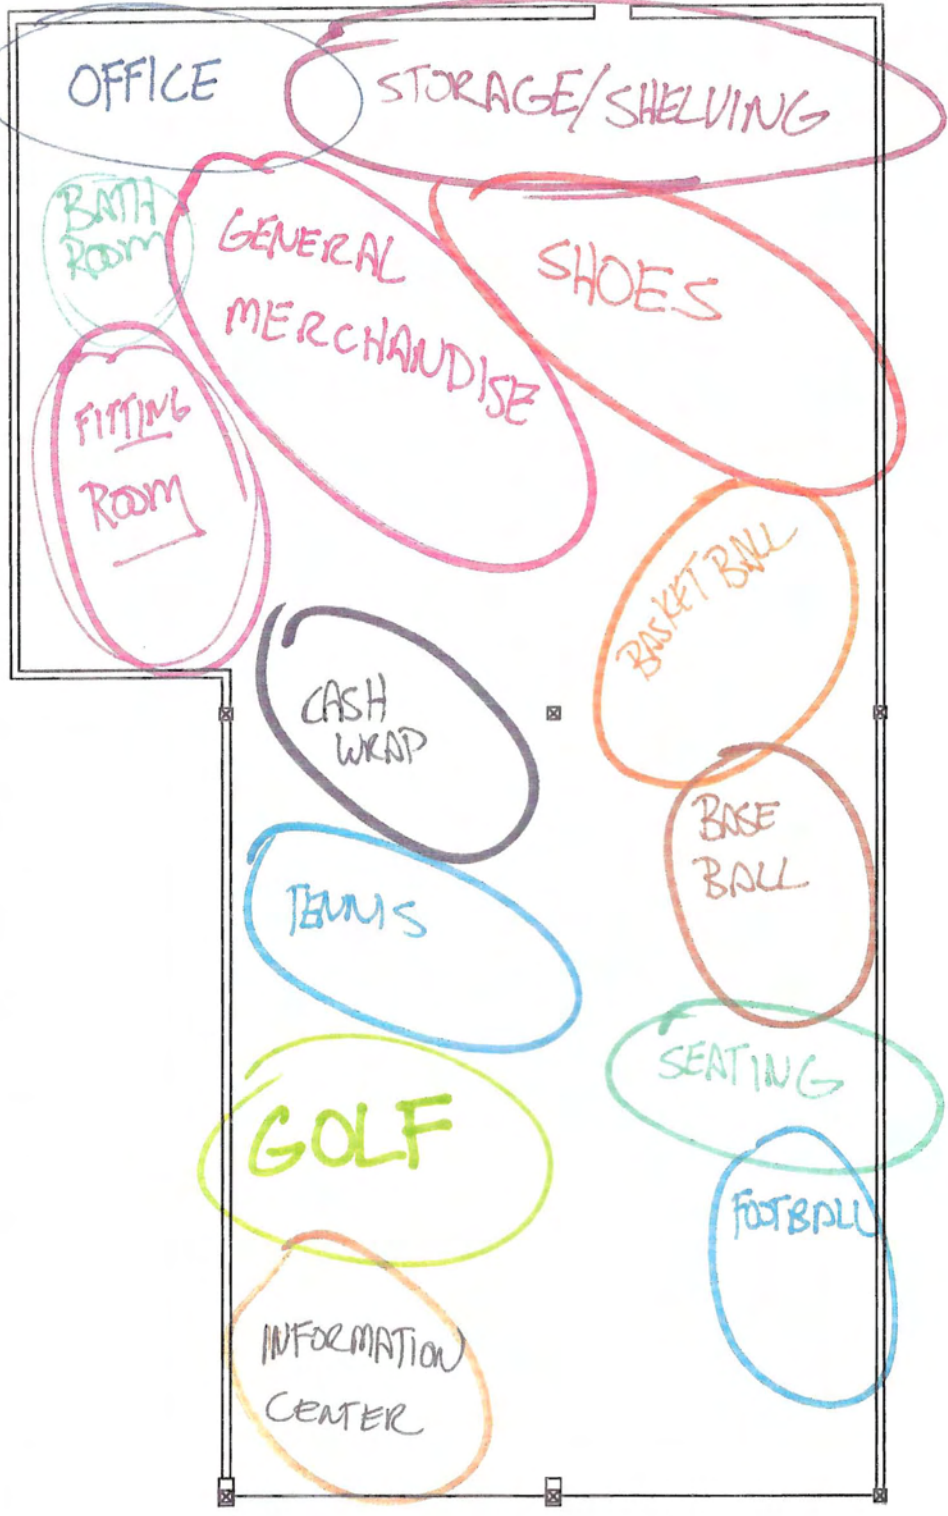 OFFICE
STORAGE/SHELVING
BATH
ROOM
GENERAL
MERCHANDISE
SHOES
FITTING
ROOM
BASKETBALL
CASH
WRAP
BASE
BALL
TENNIS
SEATING
GOLF
FOOTBALL
INFORMATION
CENTER